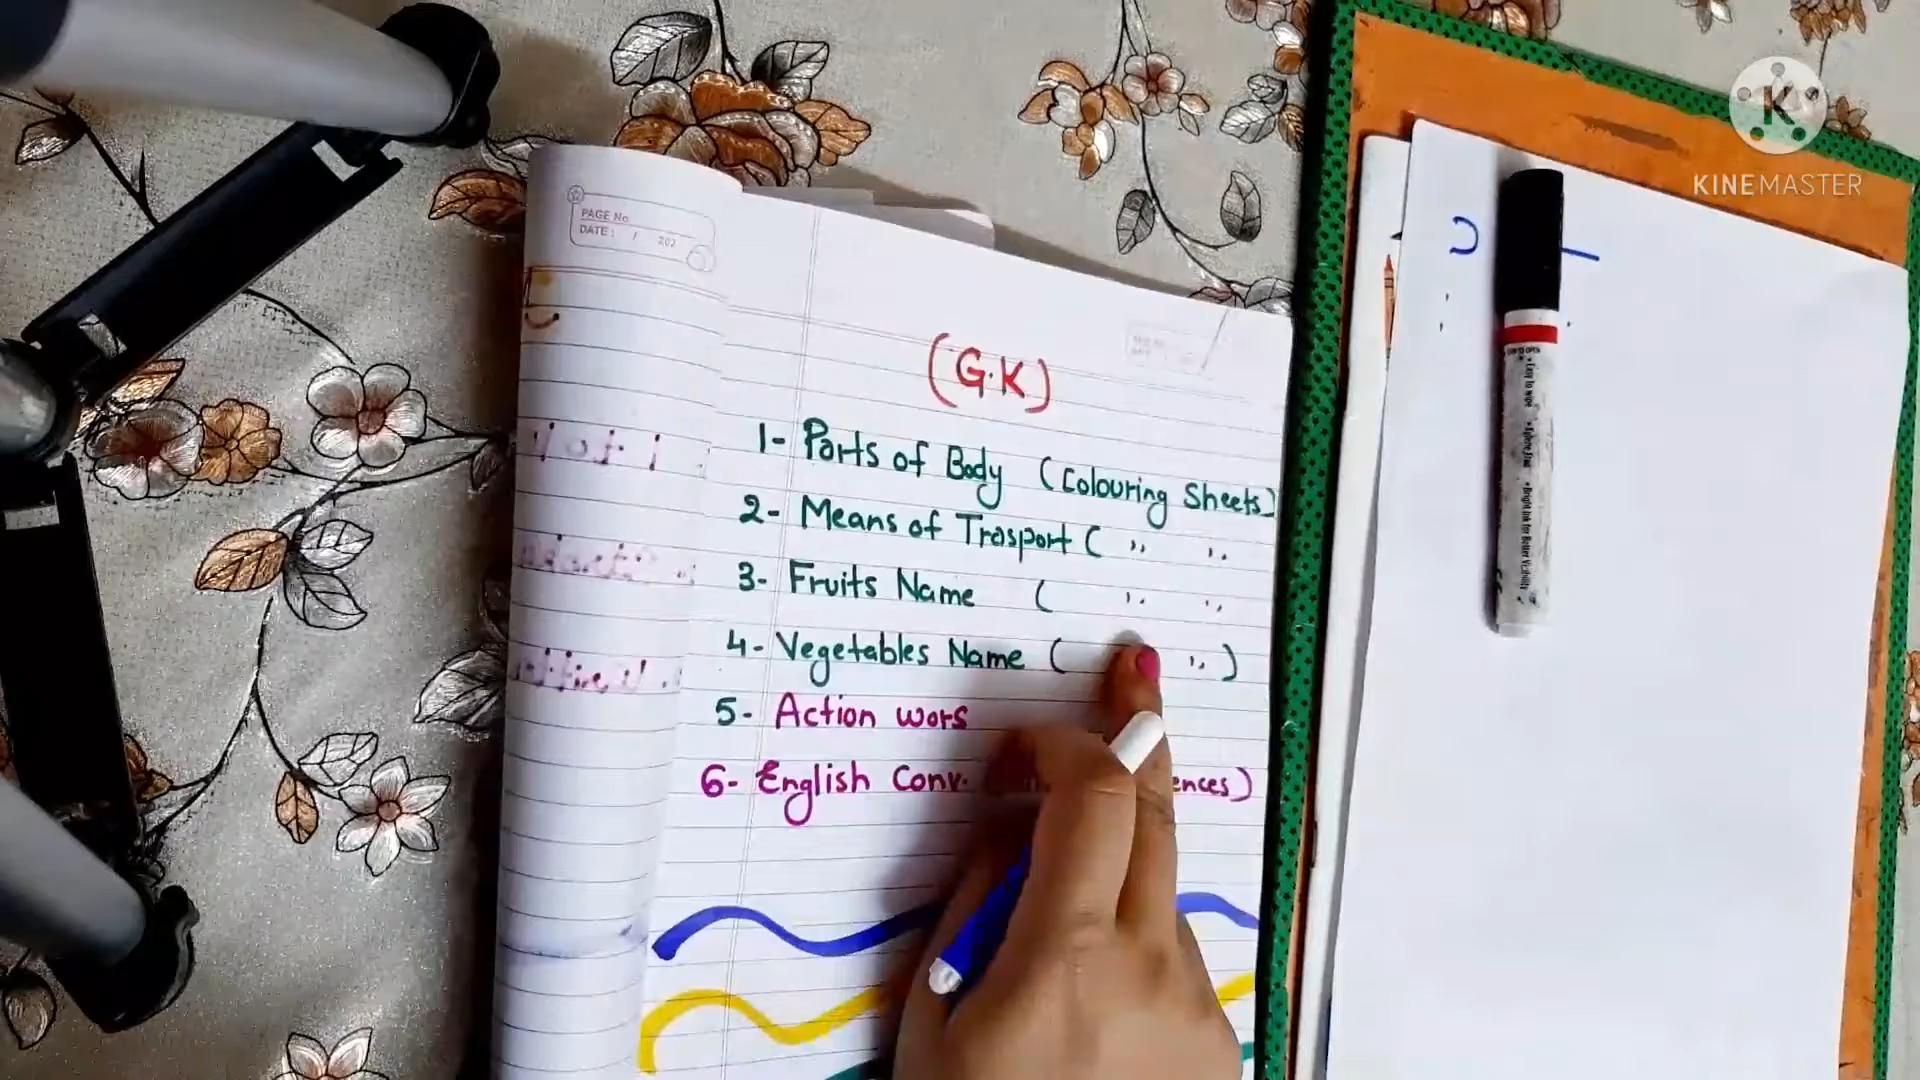 PAGE No.
DATE: / 202
(G.K)
1- Parts of Body (Colouring Sheets)
2- Means of Trasport ( ,, ,,
3- Fruits Name ( ,, ,,
4- Vegetables Name ( ,, )
5- Action wors
6- English Conv. ences)
KINEMASTER
K